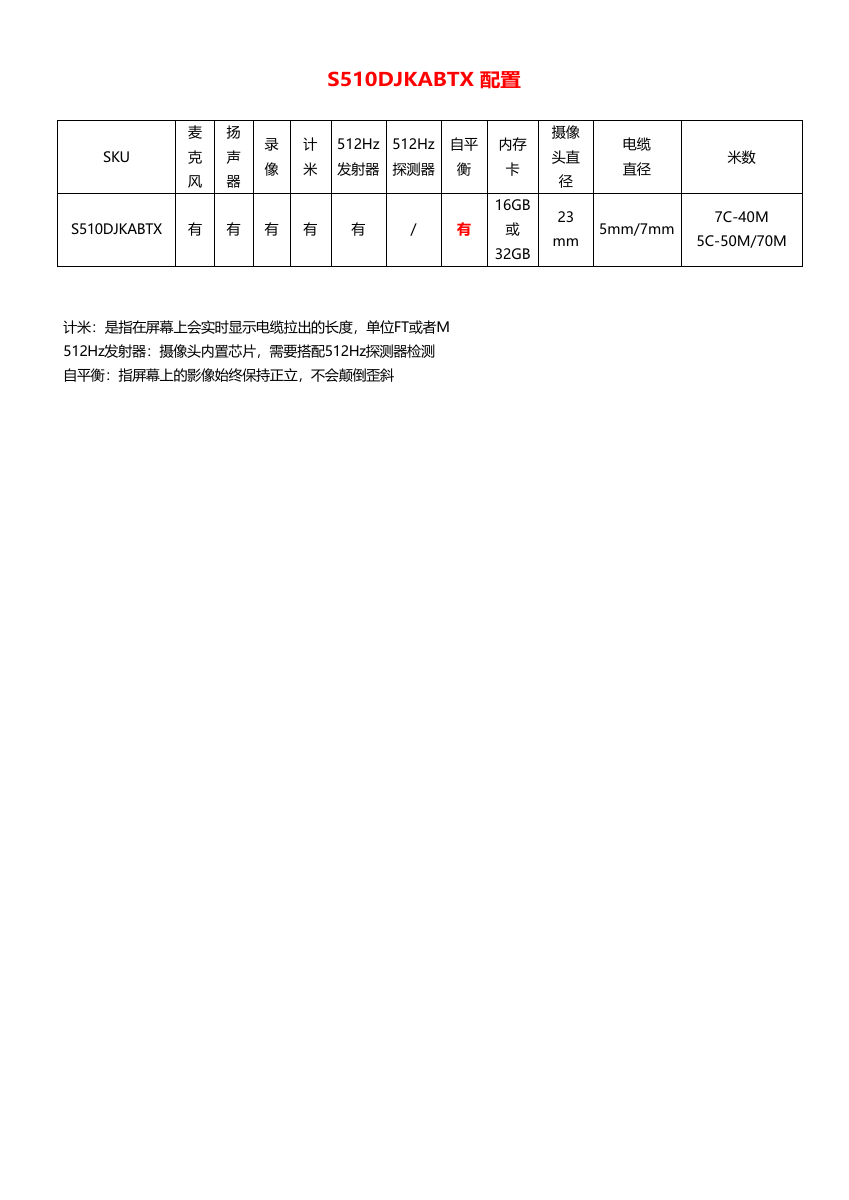 S510DJKABTX 配置
SKU
麦
克
风
扬
声
器
录
像
计
米
512Hz
发射器
512Hz
探测器
自平
衡
内存
卡
摄像
头直
径
电缆
直径
米数
S510DJKABTX
有
有
有
有
有
/
有
16GB
或
32GB
23
mm
5mm/7mm
7C-40M
5C-50M/70M
计米：是指在屏幕上会实时显示电缆拉出的长度，单位FT或者M
512Hz发射器：摄像头内置芯片，需要搭配512Hz探测器检测
自平衡：指屏幕上的影像始终保持正立，不会颠倒歪斜